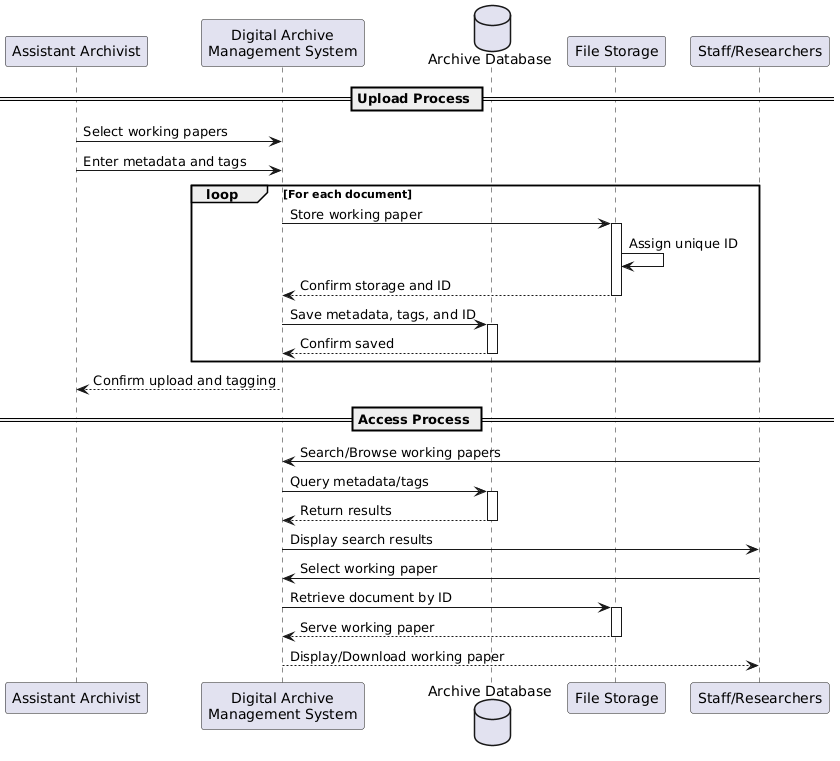 Assistant Archivist
Digital Archive
Management System
Archive Database
File Storage
Staff/Researchers
Upload Process
Select working papers
Enter metadata and tags
loop
[For each document]
Store working paper
Assign unique ID
Confirm storage and ID
Save metadata, tags, and ID
Confirm saved
Confirm upload and tagging
Access Process
Search/Browse working papers
Query metadata/tags
Return results
Display search results
Select working paper
Retrieve document by ID
Serve working paper
Display/Download working paper
Assistant Archivist
Digital Archive
Management System
Archive Database
File Storage
Staff/Researchers